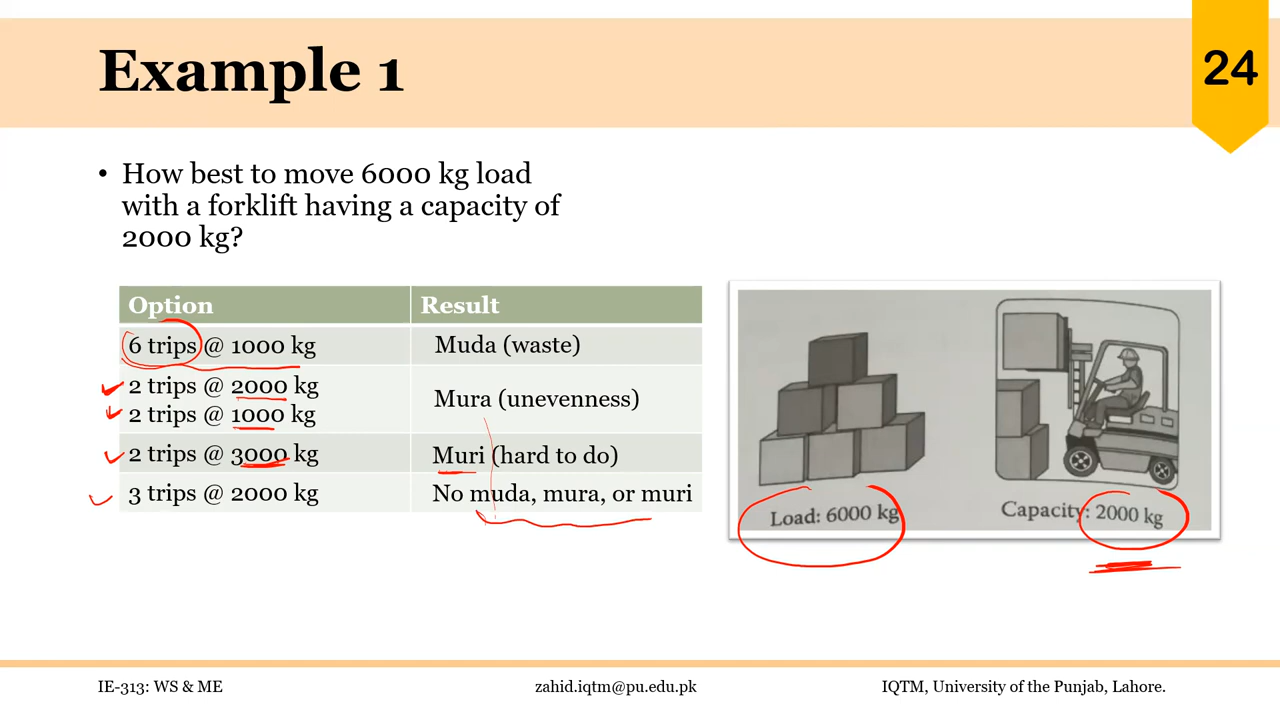 Example 1
24
• How best to move 6000 kg load
with a forklift having a capacity of
2000 kg?
Option Result
6 trips @ 1000 kg Muda (waste)
2 trips @ 2000 kg
2 trips @ 1000 kg
Mura (unevenness)
2 trips @ 3000 kg Muri (hard to do)
3 trips @ 2000 kg No muda, mura, or muri
Load: 6000 kg
Capacity: 2000 kg
IE-313: WS & ME zahid.iqtm@pu.edu.pk IQTM, University of the Punjab, Lahore.